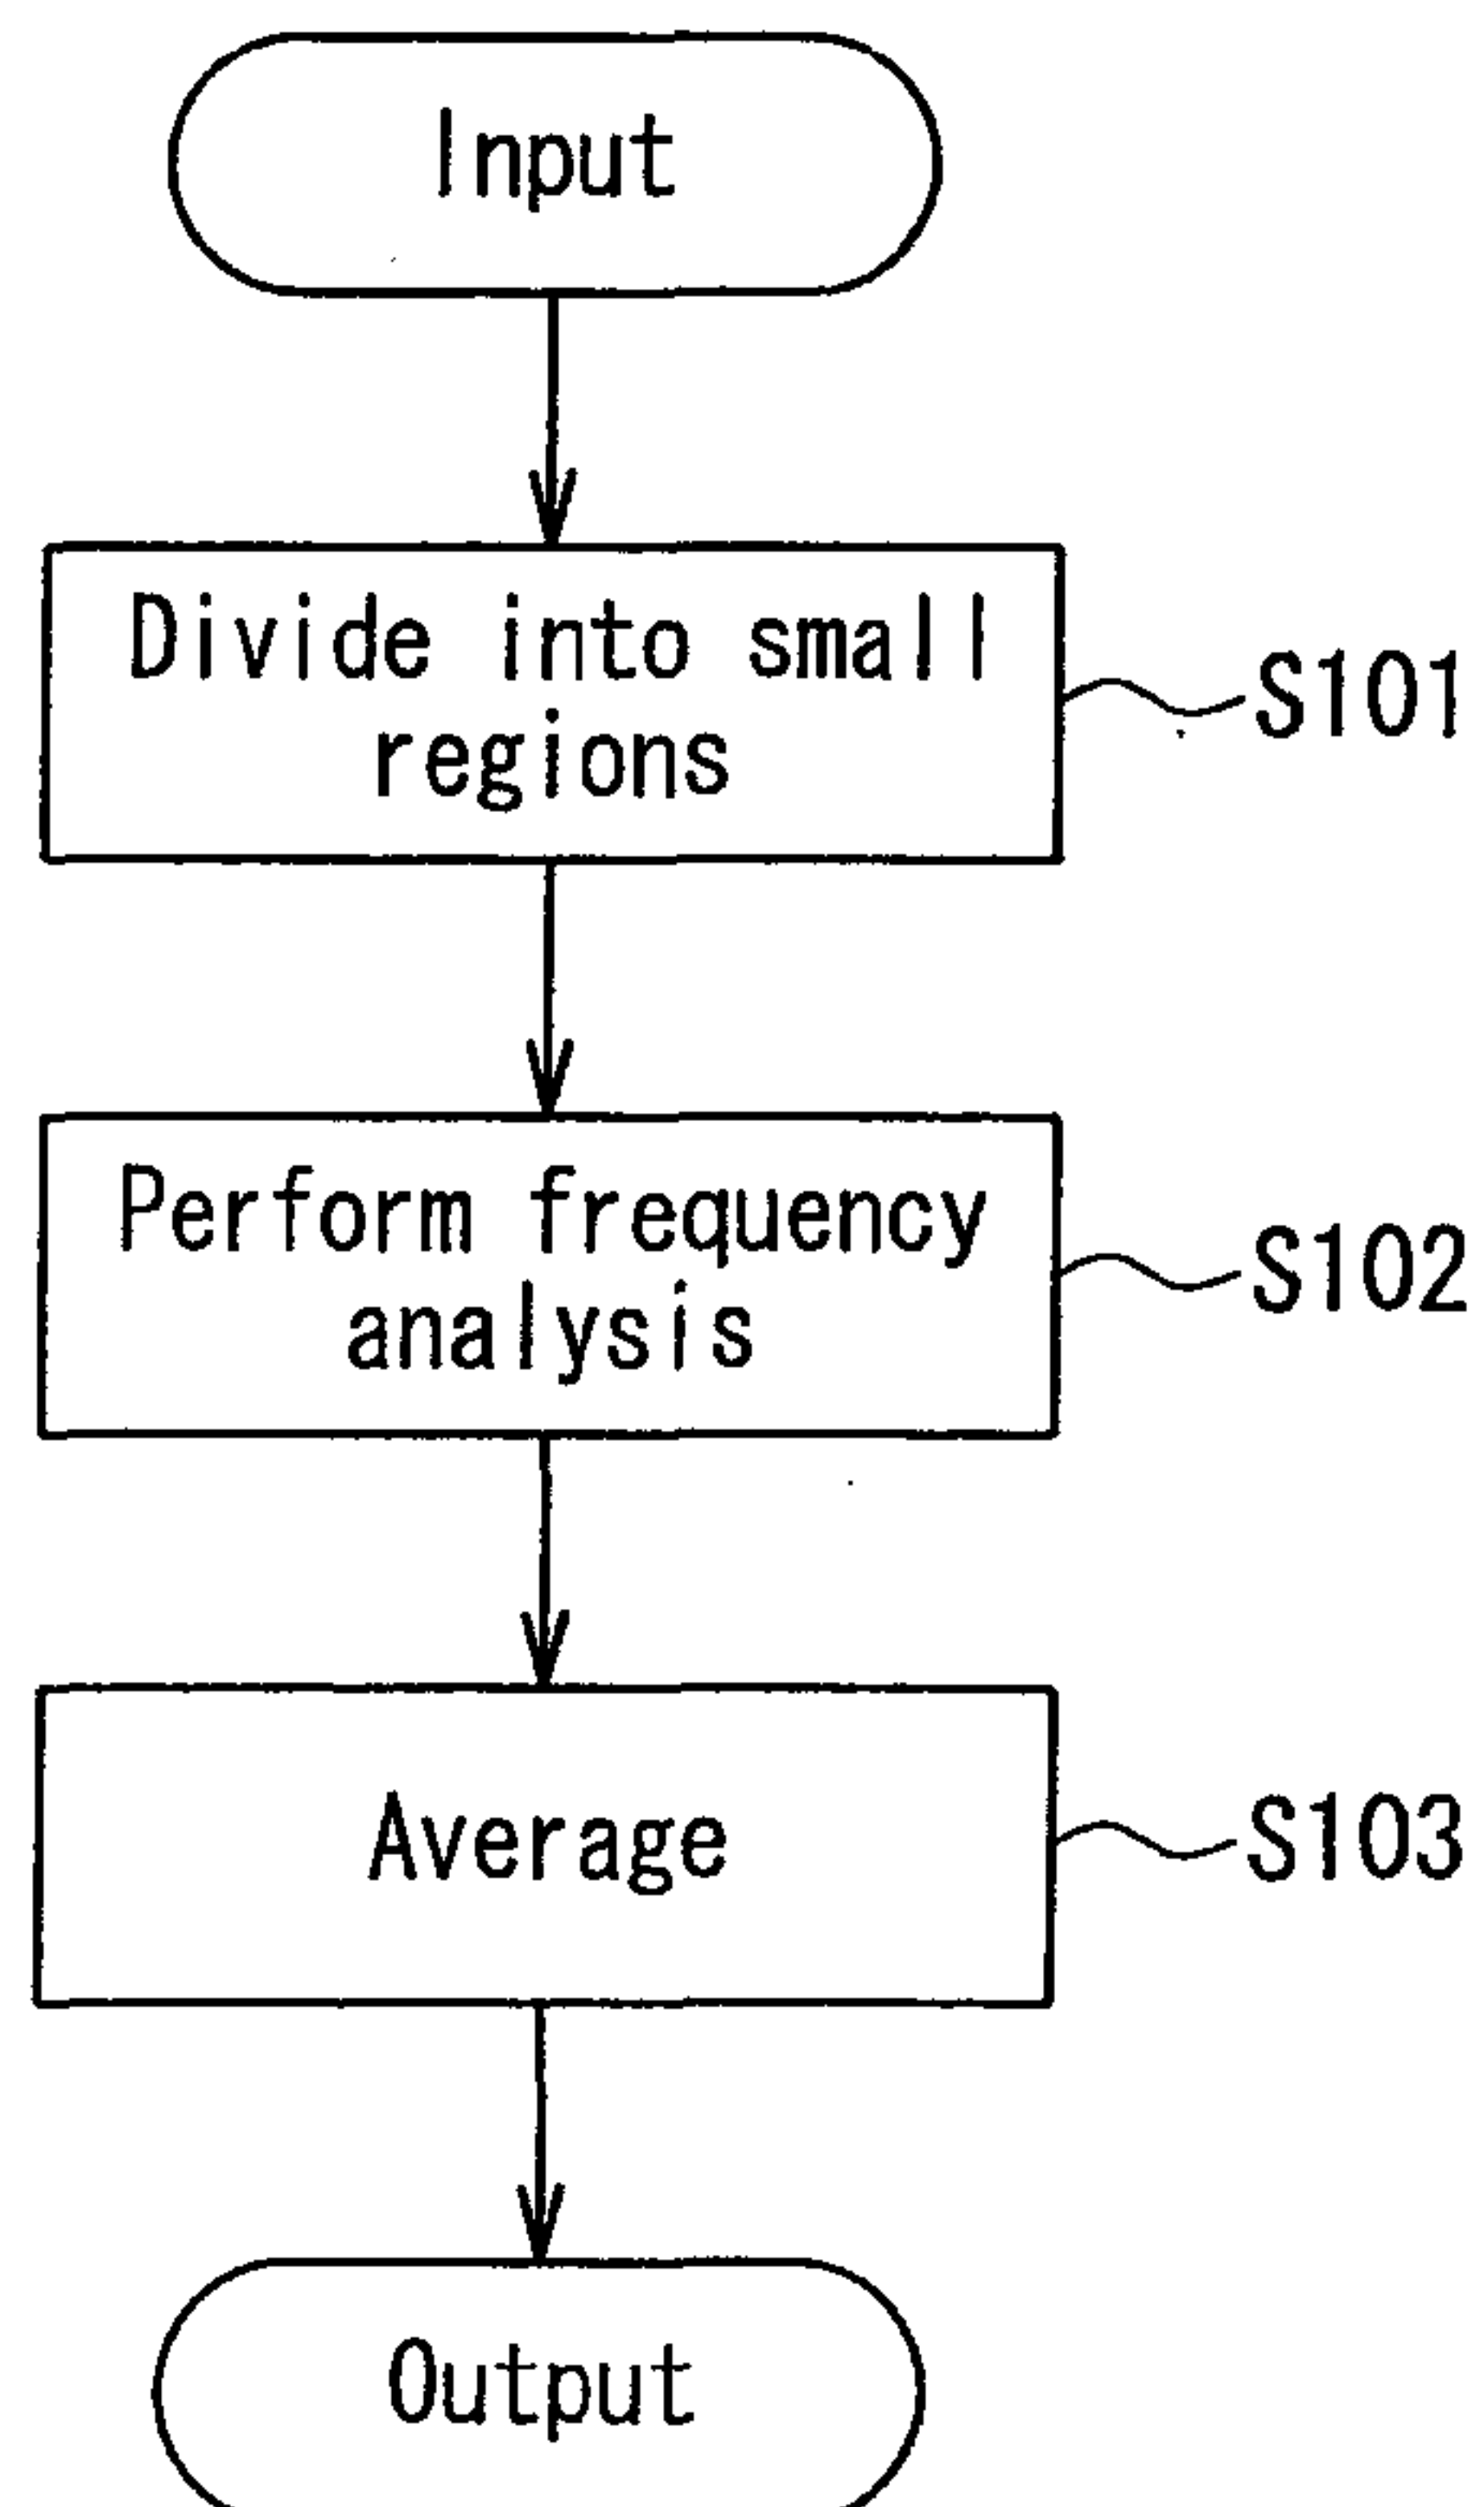 Input
Divide into small
regions
S101
Perform frequency
analysis
S102
Average
S103
Output